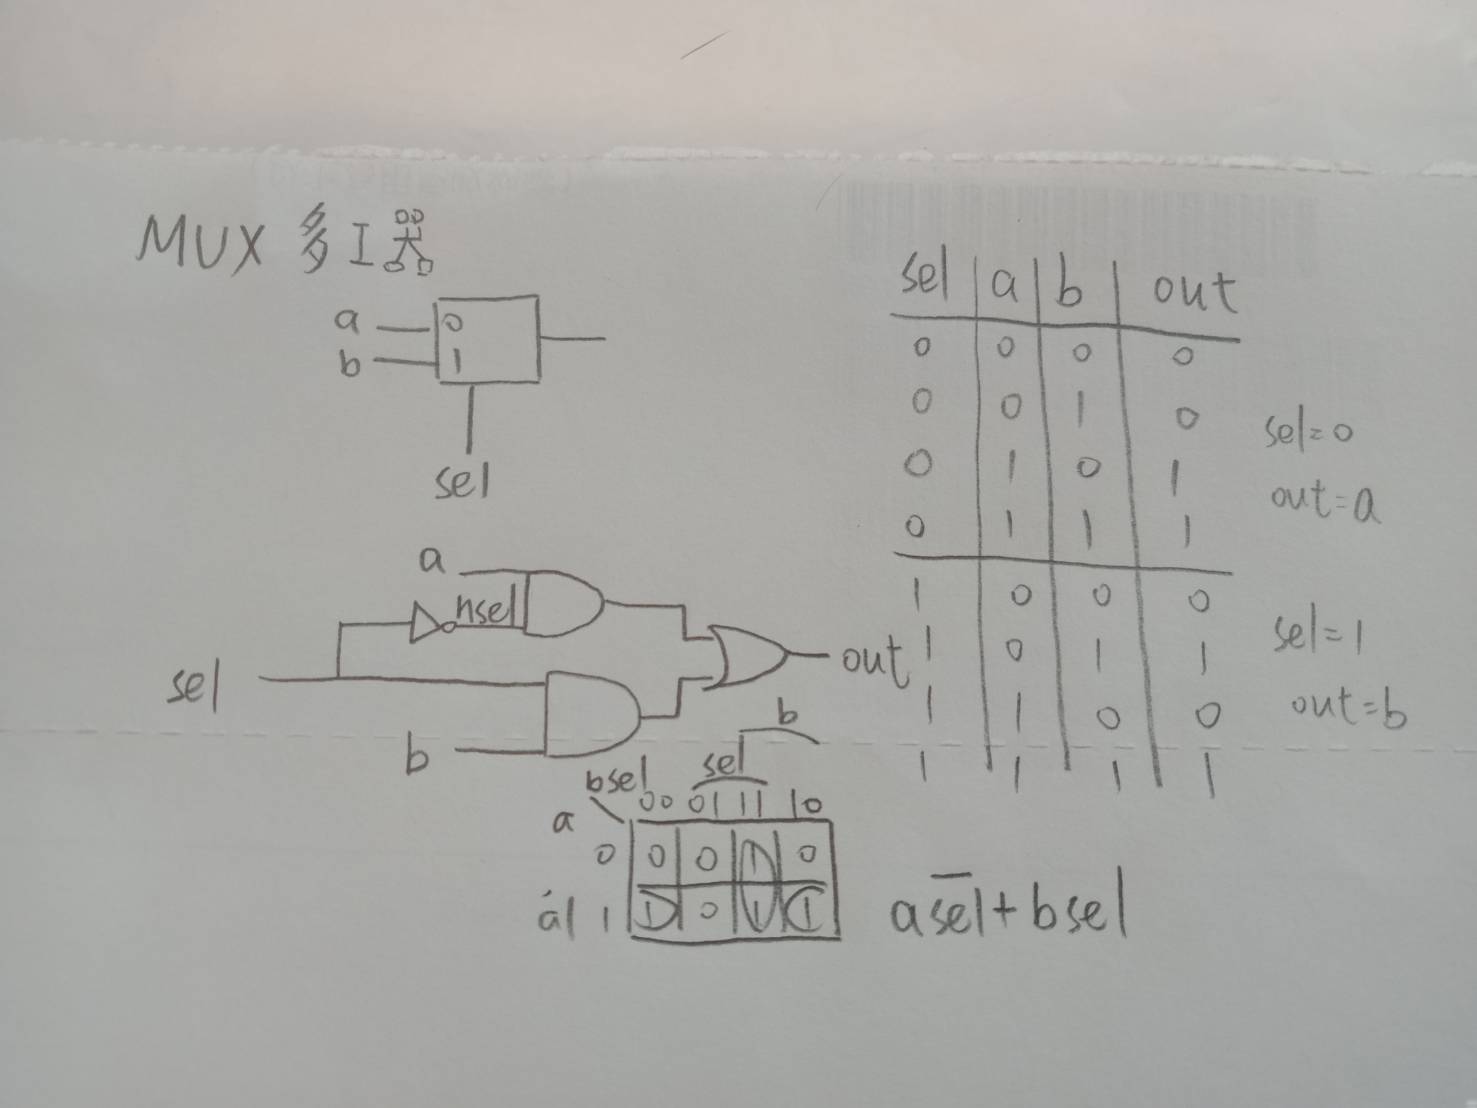 MUX 多工器
a 0
b 1
sel
sel a b out
0 0 0 0
0 0 1 0
0 1 0 1
0 1 1 1
1 0 0 0
1 0 1 1
1 1 0 0
1 1 1 1
sel=0
out=a
sel=1
out=b
a
nsel
sel
b
out
b
sel
bsel 00 01 11 10
a
0 0 0 1 0
a 1 1 0 1 1
a\overline{sel}+bsel